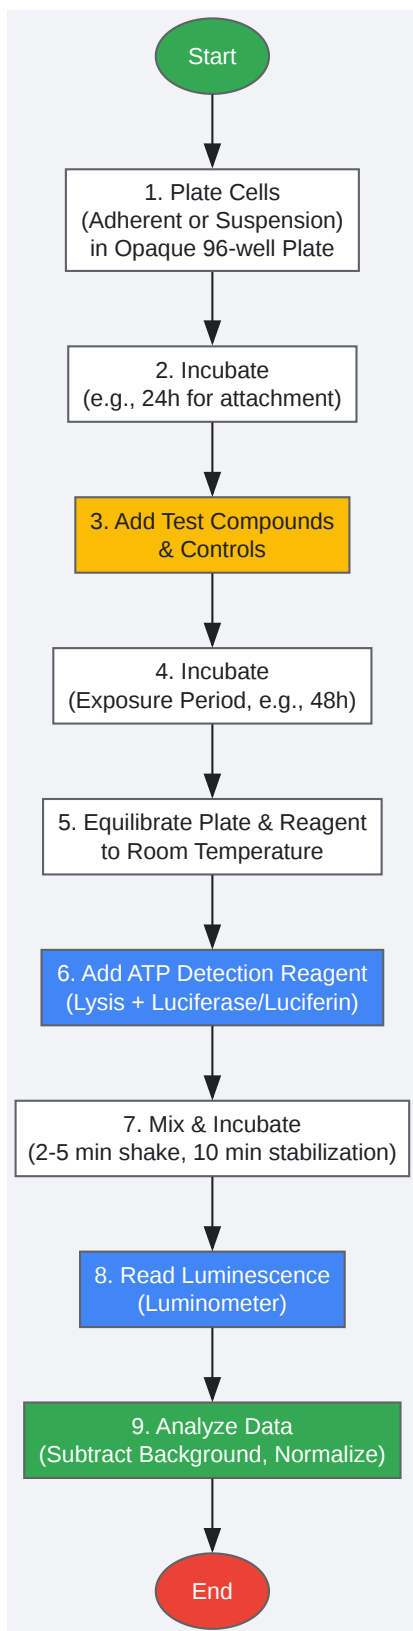 Start
1. Plate Cells
(Adherent or Suspension)
in Opaque 96-well Plate
2. Incubate
(e.g., 24h for attachment)
3. Add Test Compounds
& Controls
4. Incubate
(Exposure Period, e.g., 48h)
5. Equilibrate Plate & Reagent
to Room Temperature
6. Add ATP Detection Reagent
(Lysis + Luciferase/Luciferin)
7. Mix & Incubate
(2-5 min shake, 10 min stabilization)
8. Read Luminescence
(Luminometer)
9. Analyze Data
(Subtract Background, Normalize)
End